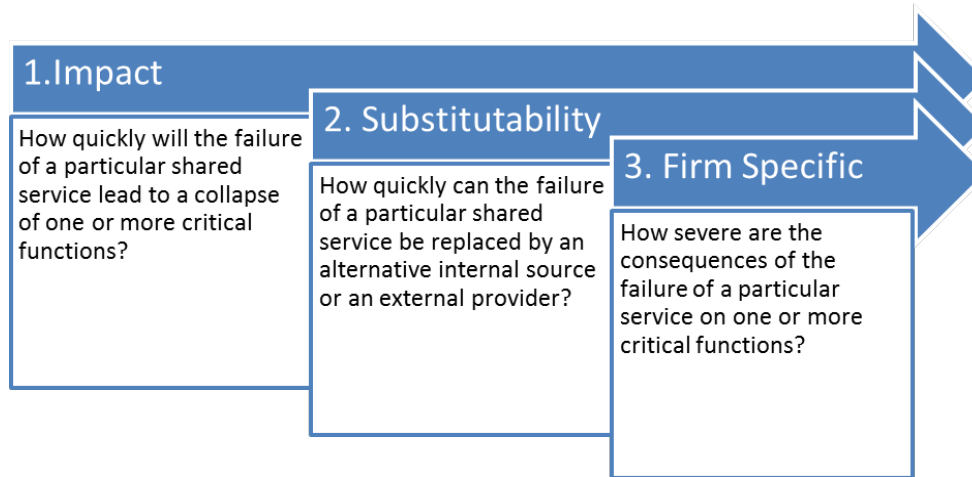 1.Impact
How quickly will the failure
of a particular shared
service lead to a collapse
of one or more critical
functions?
2. Substitutability
How quickly can the failure
of a particular shared
service be replaced by an
alternative internal source
or an external provider?
3. Firm Specific
How severe are the
consequences of the
failure of a particular
service on one or more
critical functions?